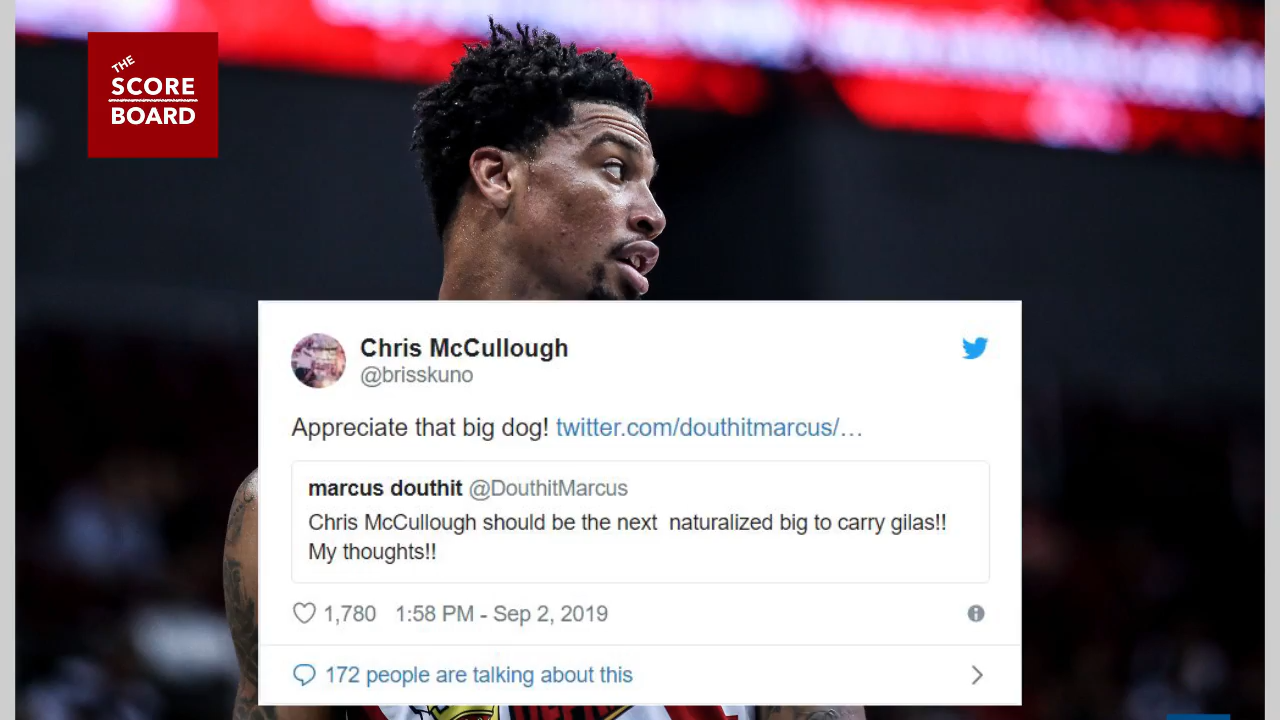 THE
SCORE
BOARD
Chris McCullough
@brisskuno
Appreciate that big dog! twitter.com/douthitmarcus/…
marcus douthit @DouthitMarcus
Chris McCullough should be the next  naturalized big to carry gilas!!
My thoughts!!
1,780 1:58 PM - Sep 2, 2019
172 people are talking about this